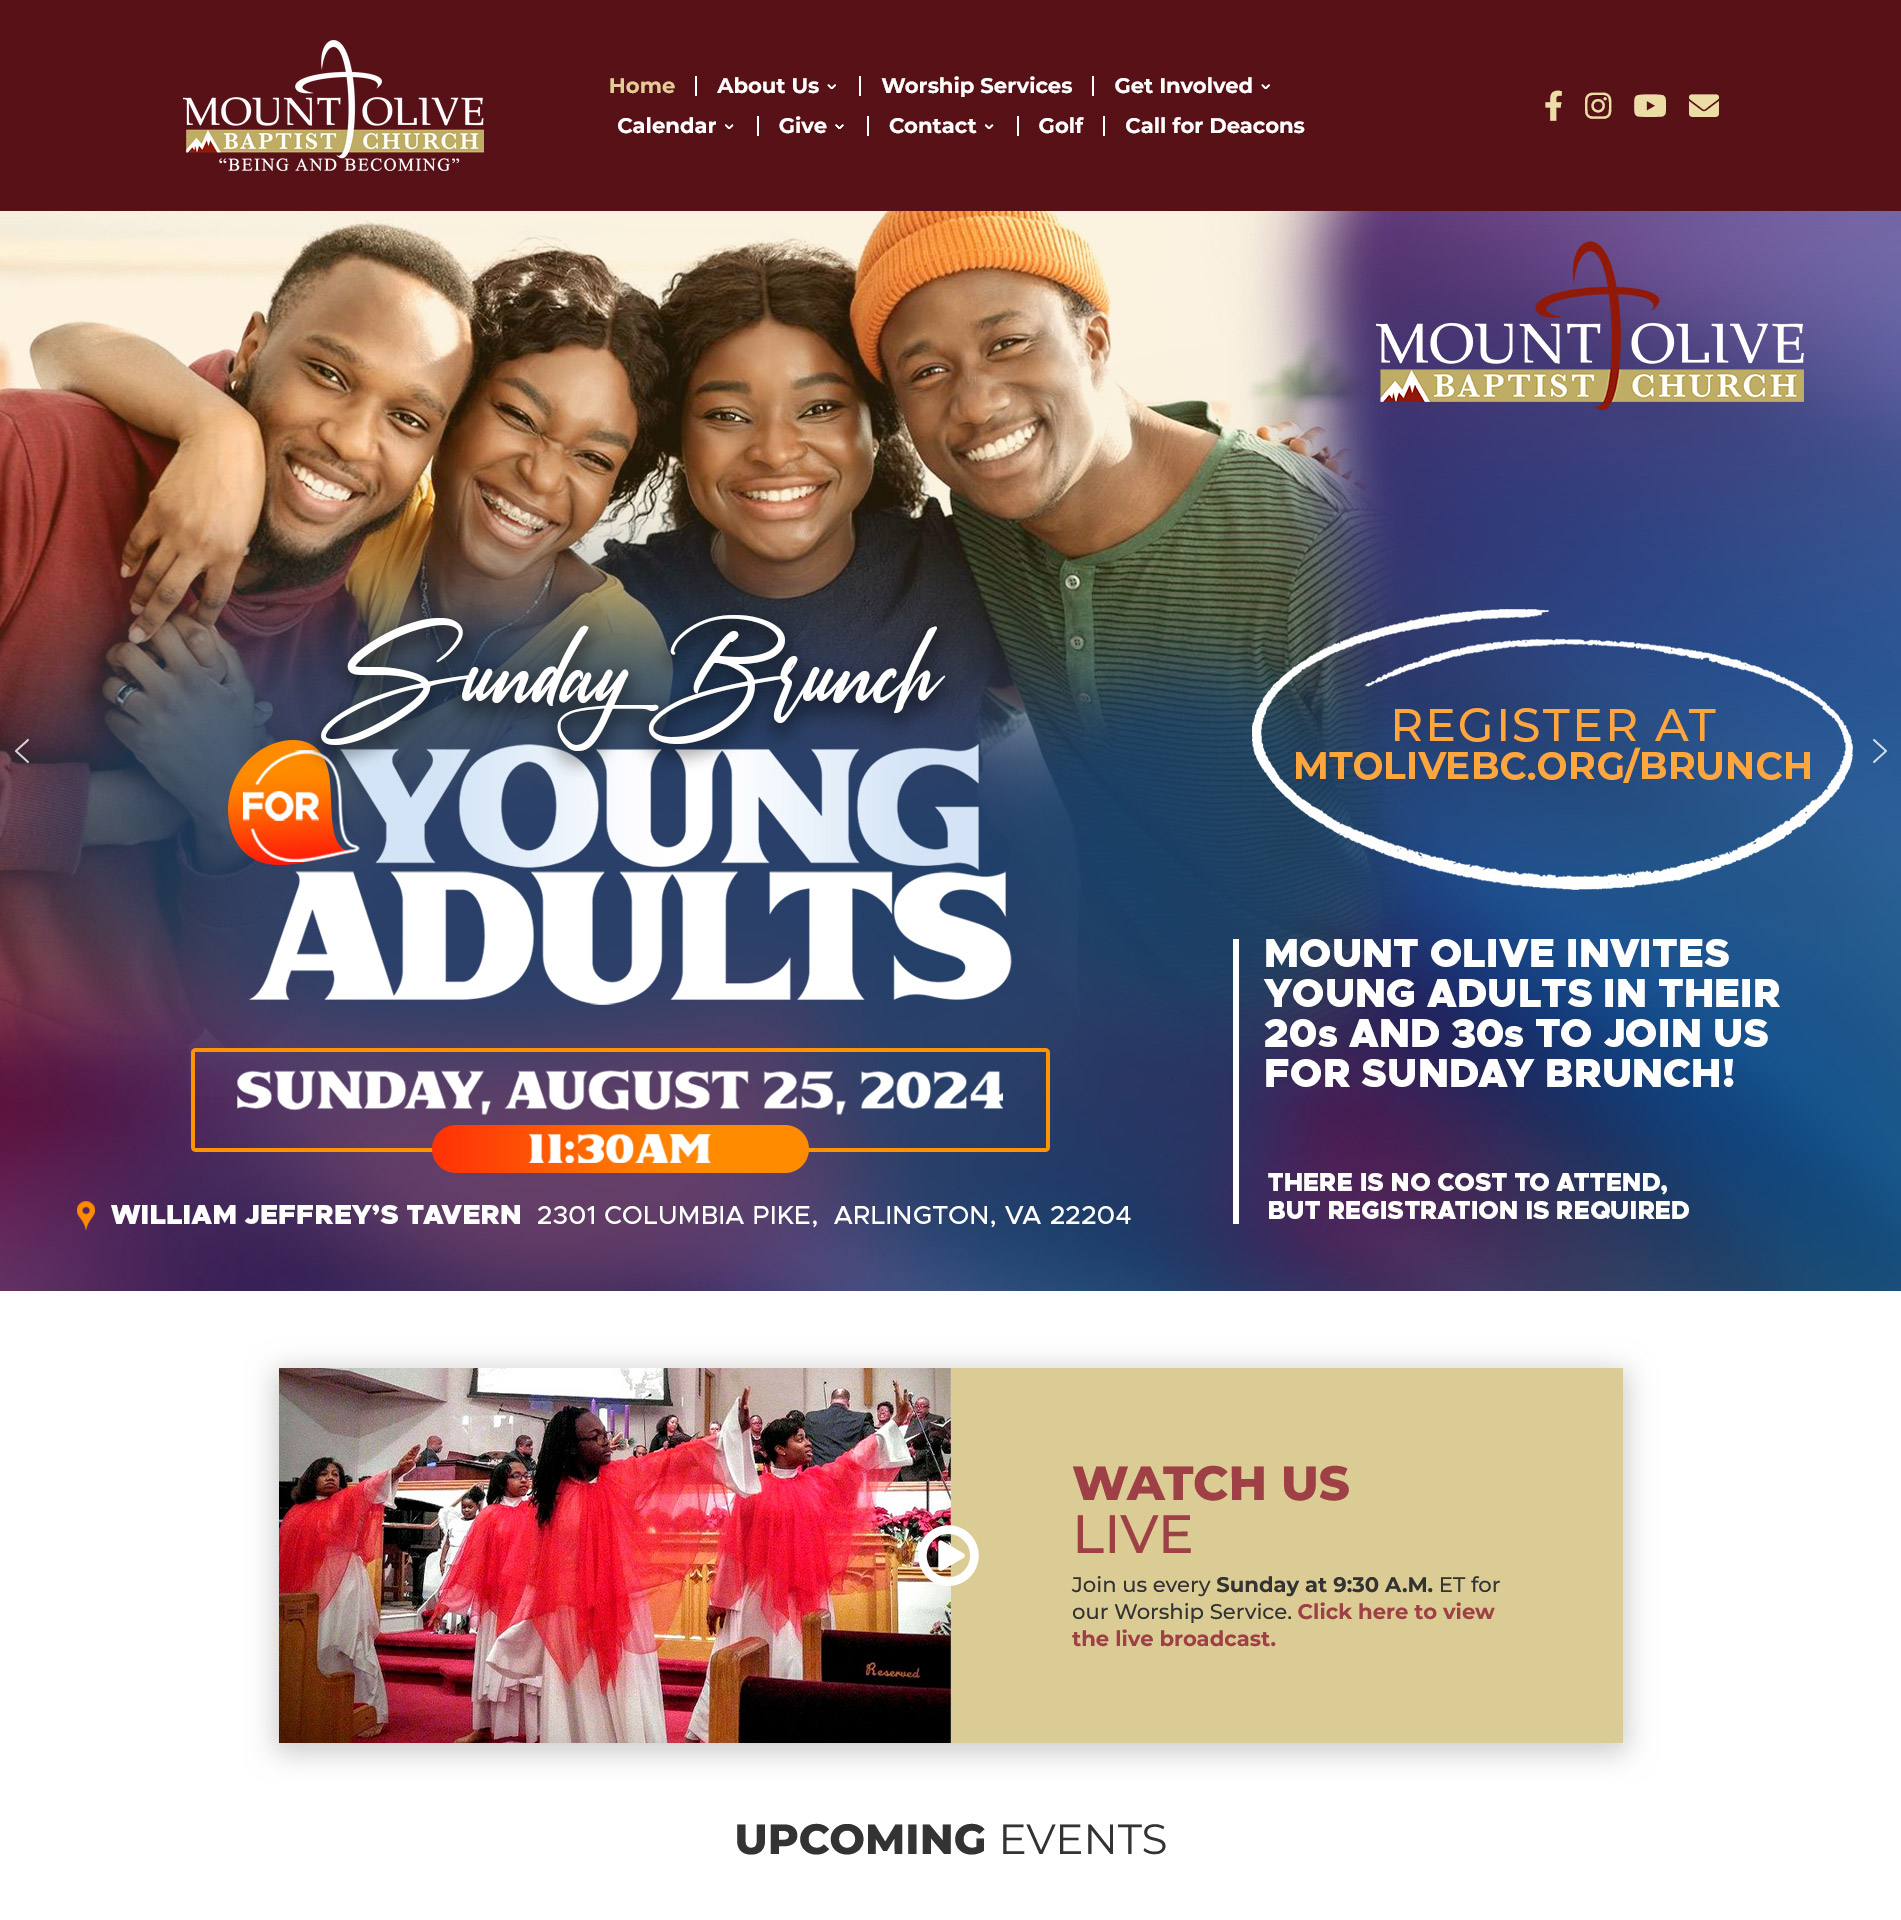 MOUNT OLIVE
BAPTIST CHURCH
“BEING AND BECOMING”
Home
About Us
Worship Services
Get Involved
Calendar
Give
Contact
Golf
Call for Deacons
MOUNT OLIVE
BAPTIST CHURCH
Sunday Brunch
FOR YOUNG
ADULTS
SUNDAY, AUGUST 25, 2024
11:30AM
WILLIAM JEFFREY’S TAVERN 2301 COLUMBIA PIKE, ARLINGTON, VA 22204
REGISTER AT
MTOLIVEBC.ORG/BRUNCH
MOUNT OLIVE INVITES
YOUNG ADULTS IN THEIR
20s AND 30s TO JOIN US
FOR SUNDAY BRUNCH!
THERE IS NO COST TO ATTEND,
BUT REGISTRATION IS REQUIRED
Reserved
WATCH US
LIVE
Join us every Sunday at 9:30 A.M. ET for
our Worship Service. Click here to view
the live broadcast.
UPCOMING EVENTS